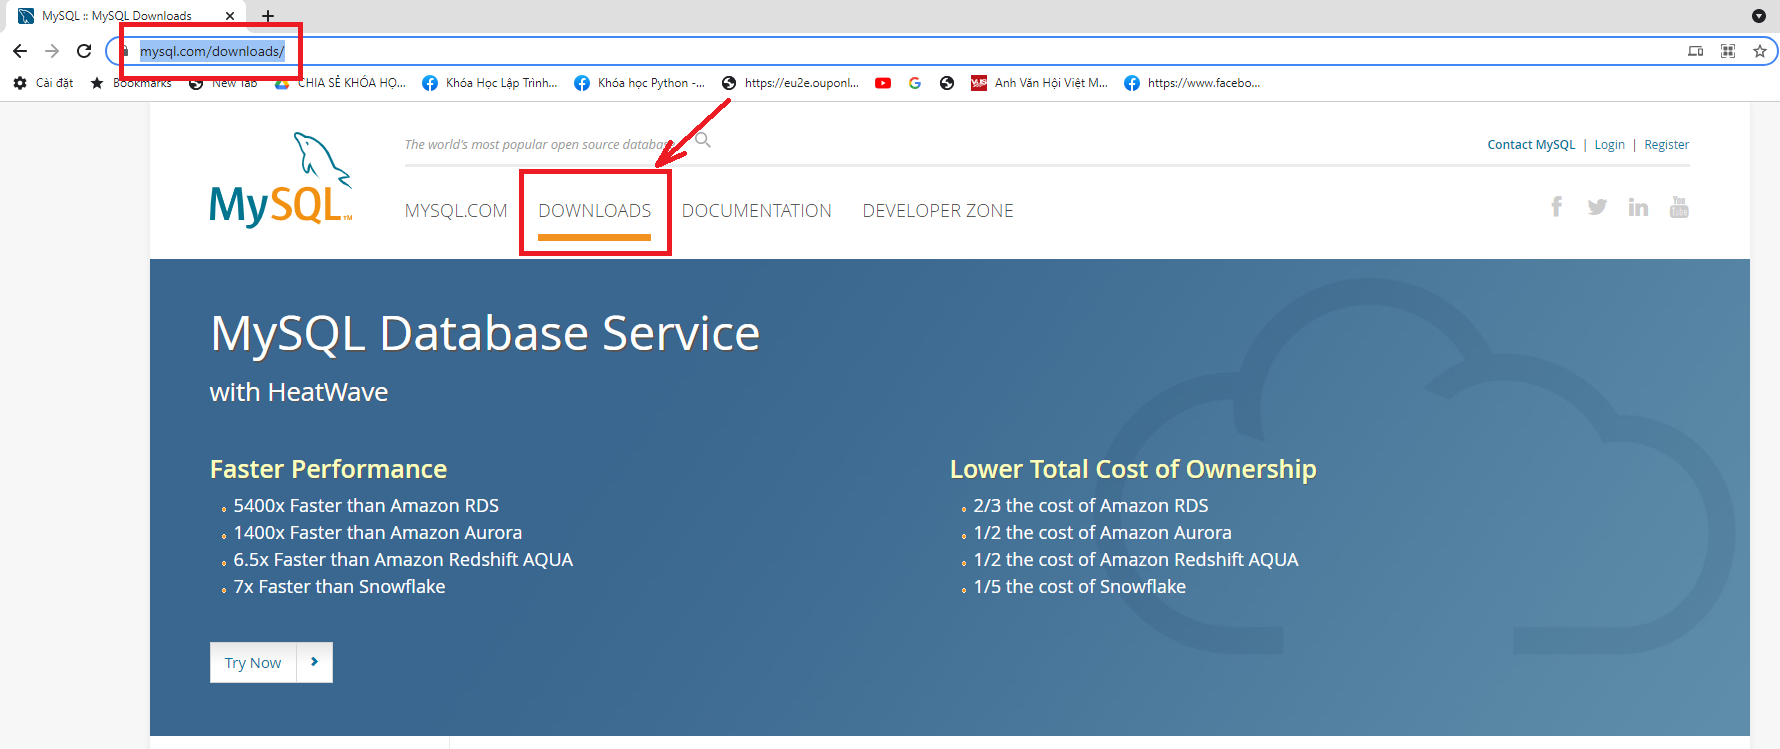 MySQL :: MySQL Downloads
mysql.com/downloads/
Cài đặt Bookmarks New Tab CHIA SẺ KHÓA HỌ... Khóa Học Lập Trình... Khóa học Python -... https://eu2e.ouponl... Anh Văn Hội Việt M... https://www.facebo...
The world's most popular open source database
Contact MySQL | Login | Register
MySQL™
MYSQL.COM DOWNLOADS DOCUMENTATION DEVELOPER ZONE
You Tube
MySQL Database Service
with HeatWave
Faster Performance
5400x Faster than Amazon RDS
1400x Faster than Amazon Aurora
6.5x Faster than Amazon Redshift AQUA
7x Faster than Snowflake
Lower Total Cost of Ownership
2/3 the cost of Amazon RDS
1/2 the cost of Amazon Aurora
1/2 the cost of Amazon Redshift AQUA
1/5 the cost of Snowflake
Try Now